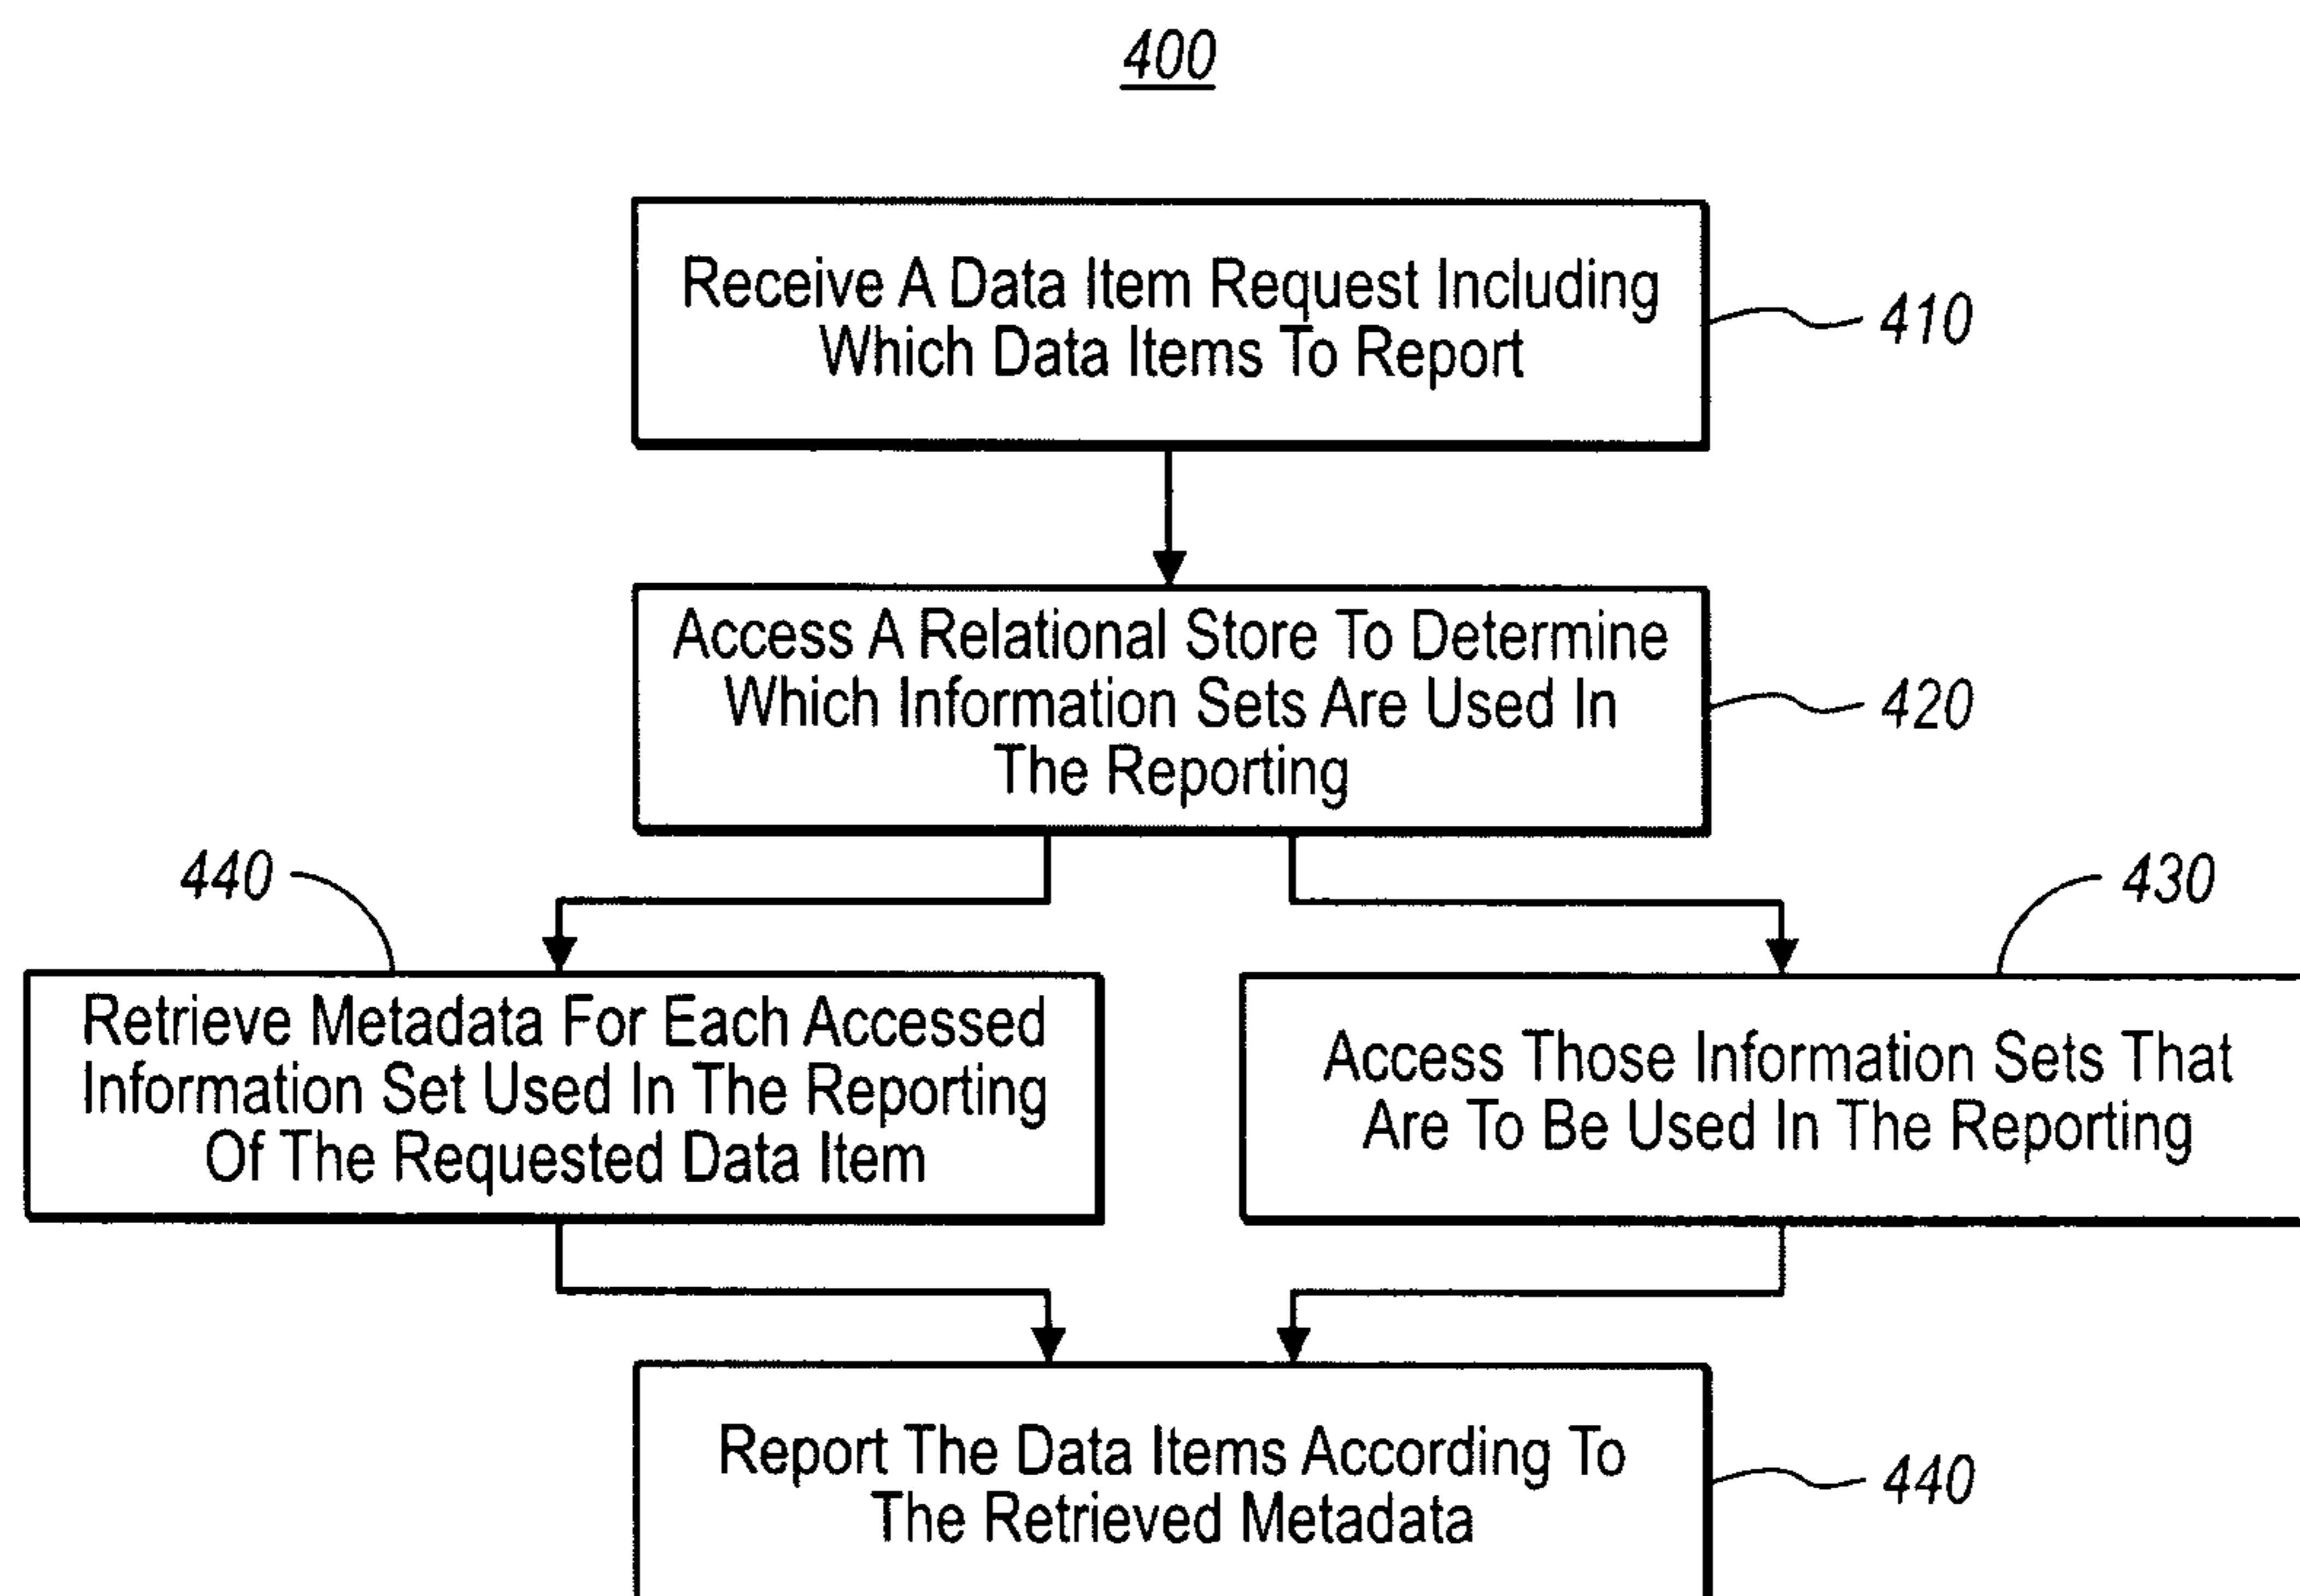 400
Receive A Data Item Request Including
Which Data Items To Report
410
Access A Relational Store To Determine
Which Information Sets Are Used In
The Reporting
420
440
430
Retrieve Metadata For Each Accessed
Information Set Used In The Reporting
Of The Requested Data Item
Access Those Information Sets That
Are To Be Used In The Reporting
Report The Data Items According To
The Retrieved Metadata
440